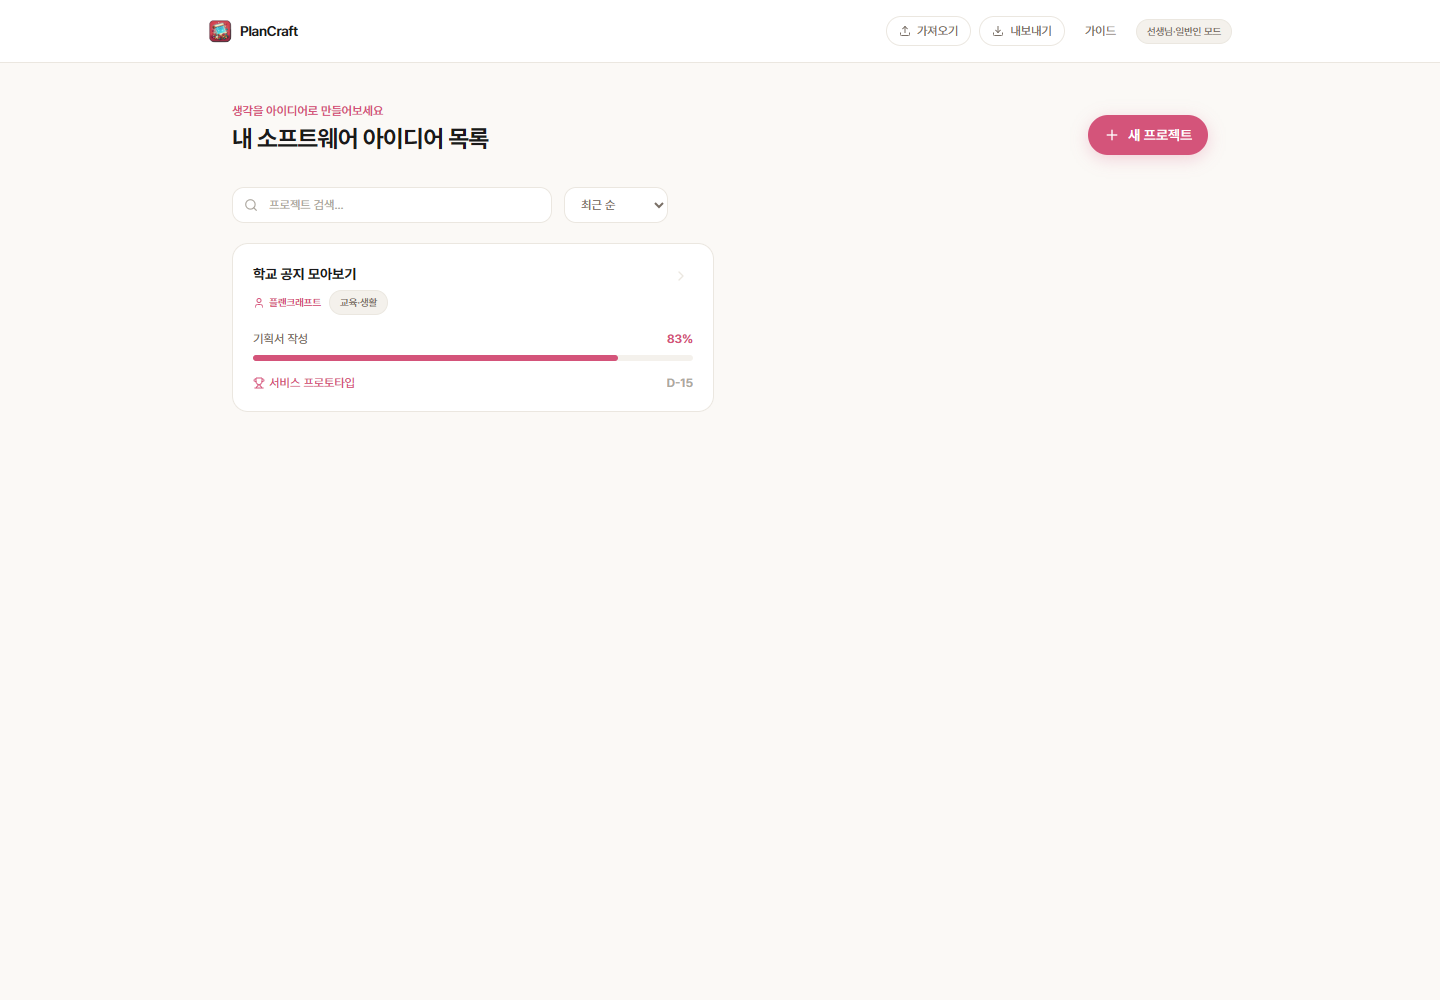 PlanCraft
가져오기
내보내기
가이드
선생님·일반인 모드
생각을 아이디어로 만들어보세요
내 소프트웨어 아이디어 목록
새 프로젝트
프로젝트 검색...
최근 순
학교 공지 모아보기
플랜크래프트
교육·생활
기획서 작성
83%
서비스 프로토타입
D-15